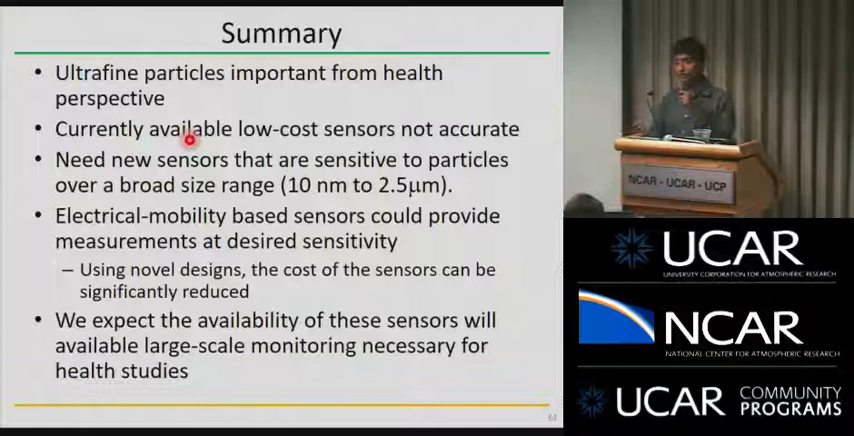 Summary
• Ultrafine particles important from health
perspective
• Currently available low-cost sensors not accurate
• Need new sensors that are sensitive to particles
over a broad size range (10 nm to 2.5μm).
• Electrical-mobility based sensors could provide
measurements at desired sensitivity
– Using novel designs, the cost of the sensors can be
significantly reduced
• We expect the availability of these sensors will
available large-scale monitoring necessary for
health studies
61
NCAR - UCAR - UCP
UCAR
UNIVERSITY CORPORATION FOR ATMOSPHERIC RESEARCH
NCAR
NATIONAL CENTER FOR ATMOSPHERIC RESEARCH
UCAR COMMUNITY
PROGRAMS